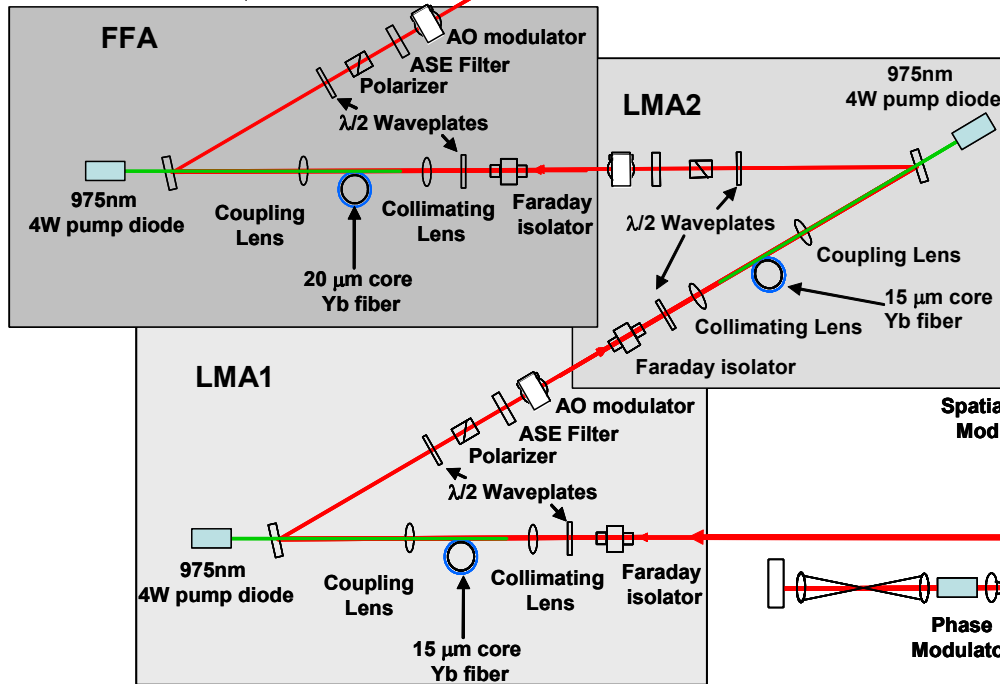 FFA
AO modulator
ASE Filter
Polarizer
λ/2 Waveplates
975nm
4W pump diode
Coupling
Lens
Collimating
Lens
Faraday
isolator
20 μm core
Yb fiber
LMA2
975nm
4W pump diode
λ/2 Waveplates
Coupling Lens
15 μm core
Yb fiber
Collimating Lens
Faraday isolator
LMA1
AO modulator
ASE Filter
Polarizer
λ/2 Waveplates
975nm
4W pump diode
Coupling
Lens
Collimating
Lens
Faraday
isolator
15 μm core
Yb fiber
Spatia
Mod
Phase
Modulato